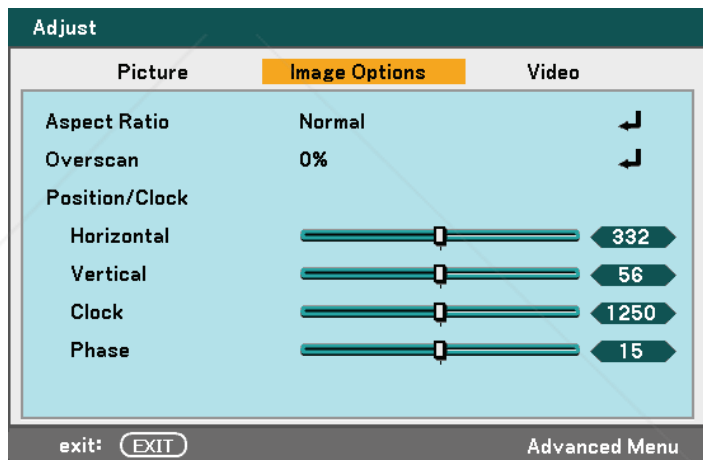 Adjust
Picture Image Options Video
Aspect Ratio Normal
Overscan 0%
Position/Clock
Horizontal 332
Vertical 56
Clock 1250
Phase 15
exit: EXIT Advanced Menu